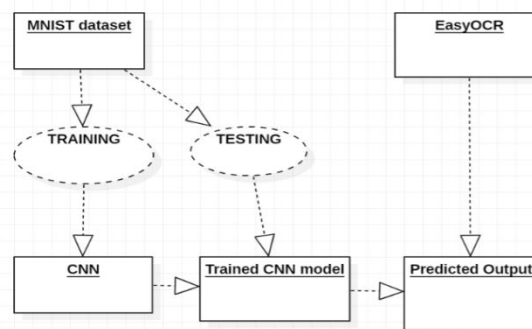 MNIST dataset
EasyOCR
TRAINING
TESTING
CNN
Trained CNN model
Predicted Output